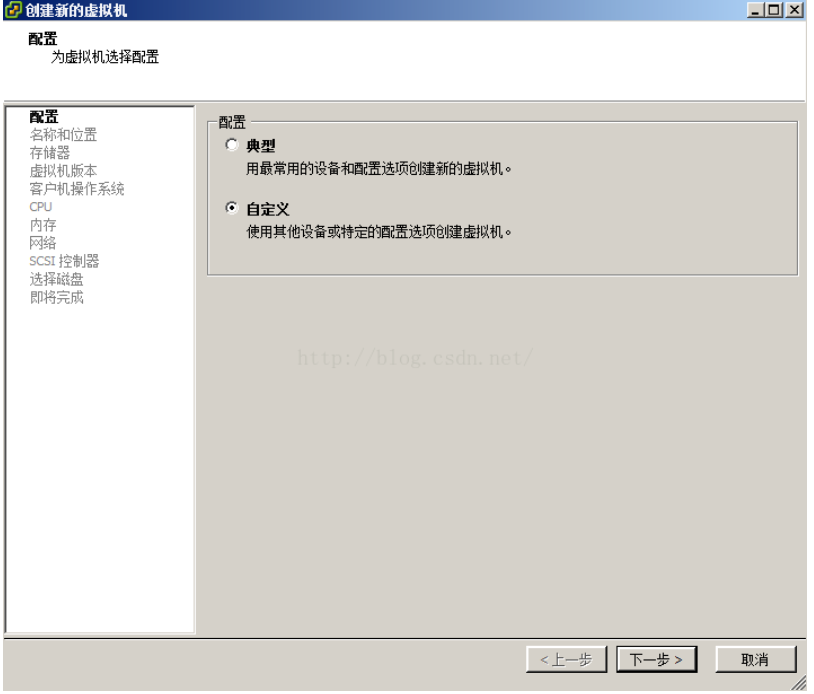 创建新的虚拟机
配置
为虚拟机选择配置
配置
名称和位置
存储器
虚拟机版本
客户机操作系统
CPU
内存
网络
SCSI 控制器
选择磁盘
即将完成
配置
典型
用最常用的设备和配置选项创建新的虚拟机。
自定义
使用其他设备或特定的配置选项创建虚拟机。
http://blog.csdn.net/
<上一步
下一步>
取消